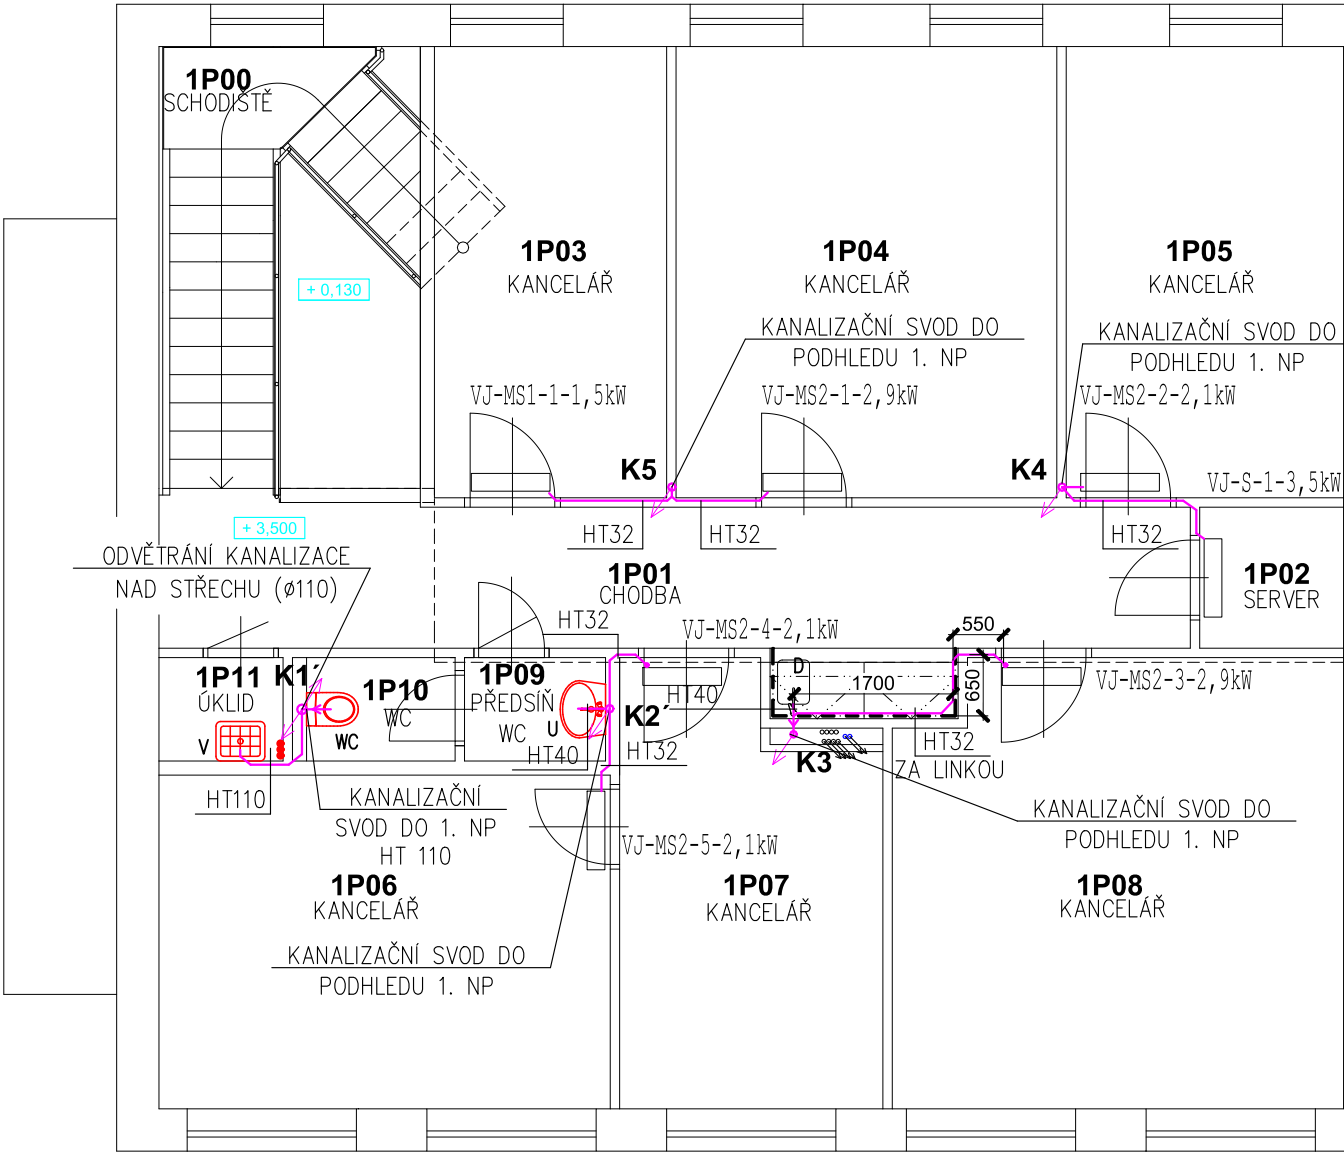 1P00
SCHODIŠTĚ
+ 0,130
1P03
KANCELÁŘ
1P04
KANCELÁŘ
1P05
KANCELÁŘ
KANALIZAČNÍ SVOD DO
PODHLEDU 1. NP
KANALIZAČNÍ SVOD DO
PODHLEDU 1. NP
VJ-MS1-1-1,5kW
VJ-MS2-1-2,9kW
VJ-MS2-2-2,1kW
K5
K4
VJ-S-1-3,5kW
+ 3,500
HT32
HT32
HT32
ODVĚTRÁNÍ KANALIZACE
NAD STŘECHU (ø110)
1P01
CHODBA
1P02
SERVER
HT32
VJ-MS2-4-2,1kW
550
1P11
ÚKLID
K1´
1P10
WC
1P09
PŘEDSÍŇ
WC
U
V
WC
K2´
HT40
D
1700
650
VJ-MS2-3-2,9kW
HT40
HT32
K3
HT32
ZA LINKOU
HT110
KANALIZAČNÍ
SVOD DO 1. NP
HT 110
KANALIZAČNÍ SVOD DO
PODHLEDU 1. NP
VJ-MS2-5-2,1kW
1P06
KANCELÁŘ
1P07
KANCELÁŘ
1P08
KANCELÁŘ
KANALIZAČNÍ SVOD DO
PODHLEDU 1. NP